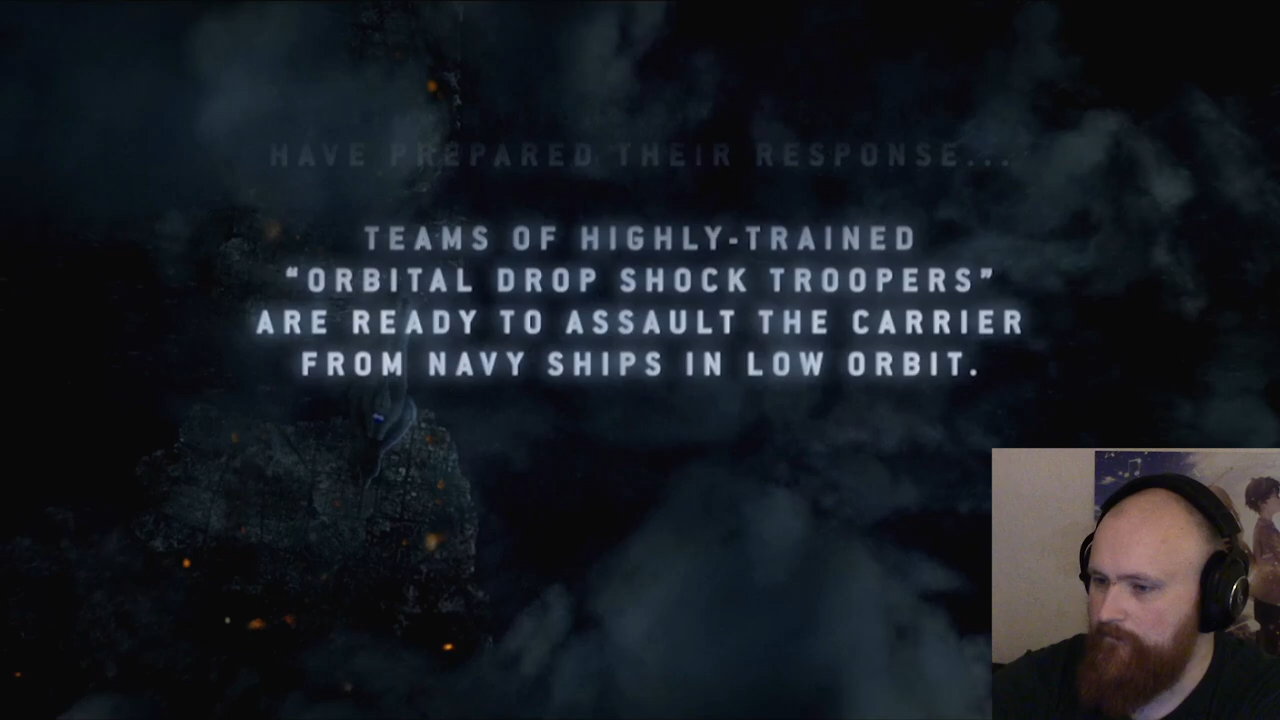 HAVE PREPARED THEIR RESPONSE...
TEAMS OF HIGHLY-TRAINED
“ORBITAL DROP SHOCK TROOPERS”
ARE READY TO ASSAULT THE CARRIER
FROM NAVY SHIPS IN LOW ORBIT.